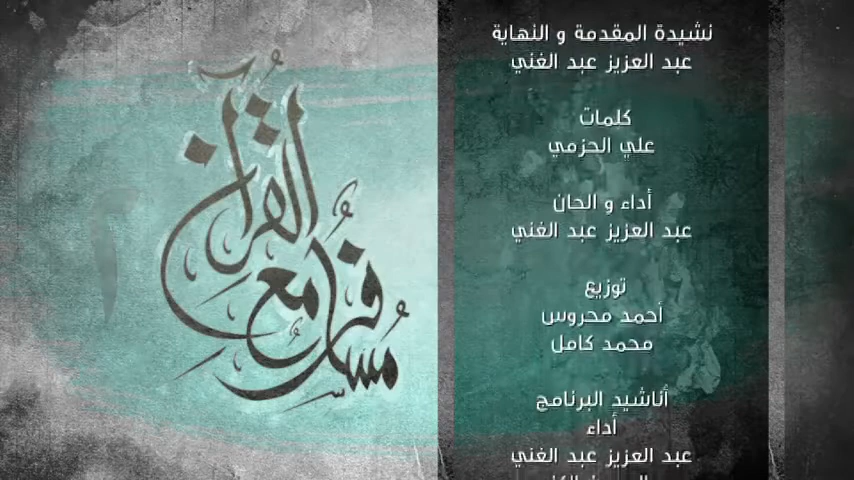 مسافر مع القرآن
نشيدة المقدمة و النهاية
عبد العزيز عبد الغني
كلمات
علي الحزمي
أداء و الحان
عبد العزيز عبد الغني
توزيع
أحمد محروس
محمد كامل
أناشيد البرنامج
أداء
عبد العزيز عبد الغني